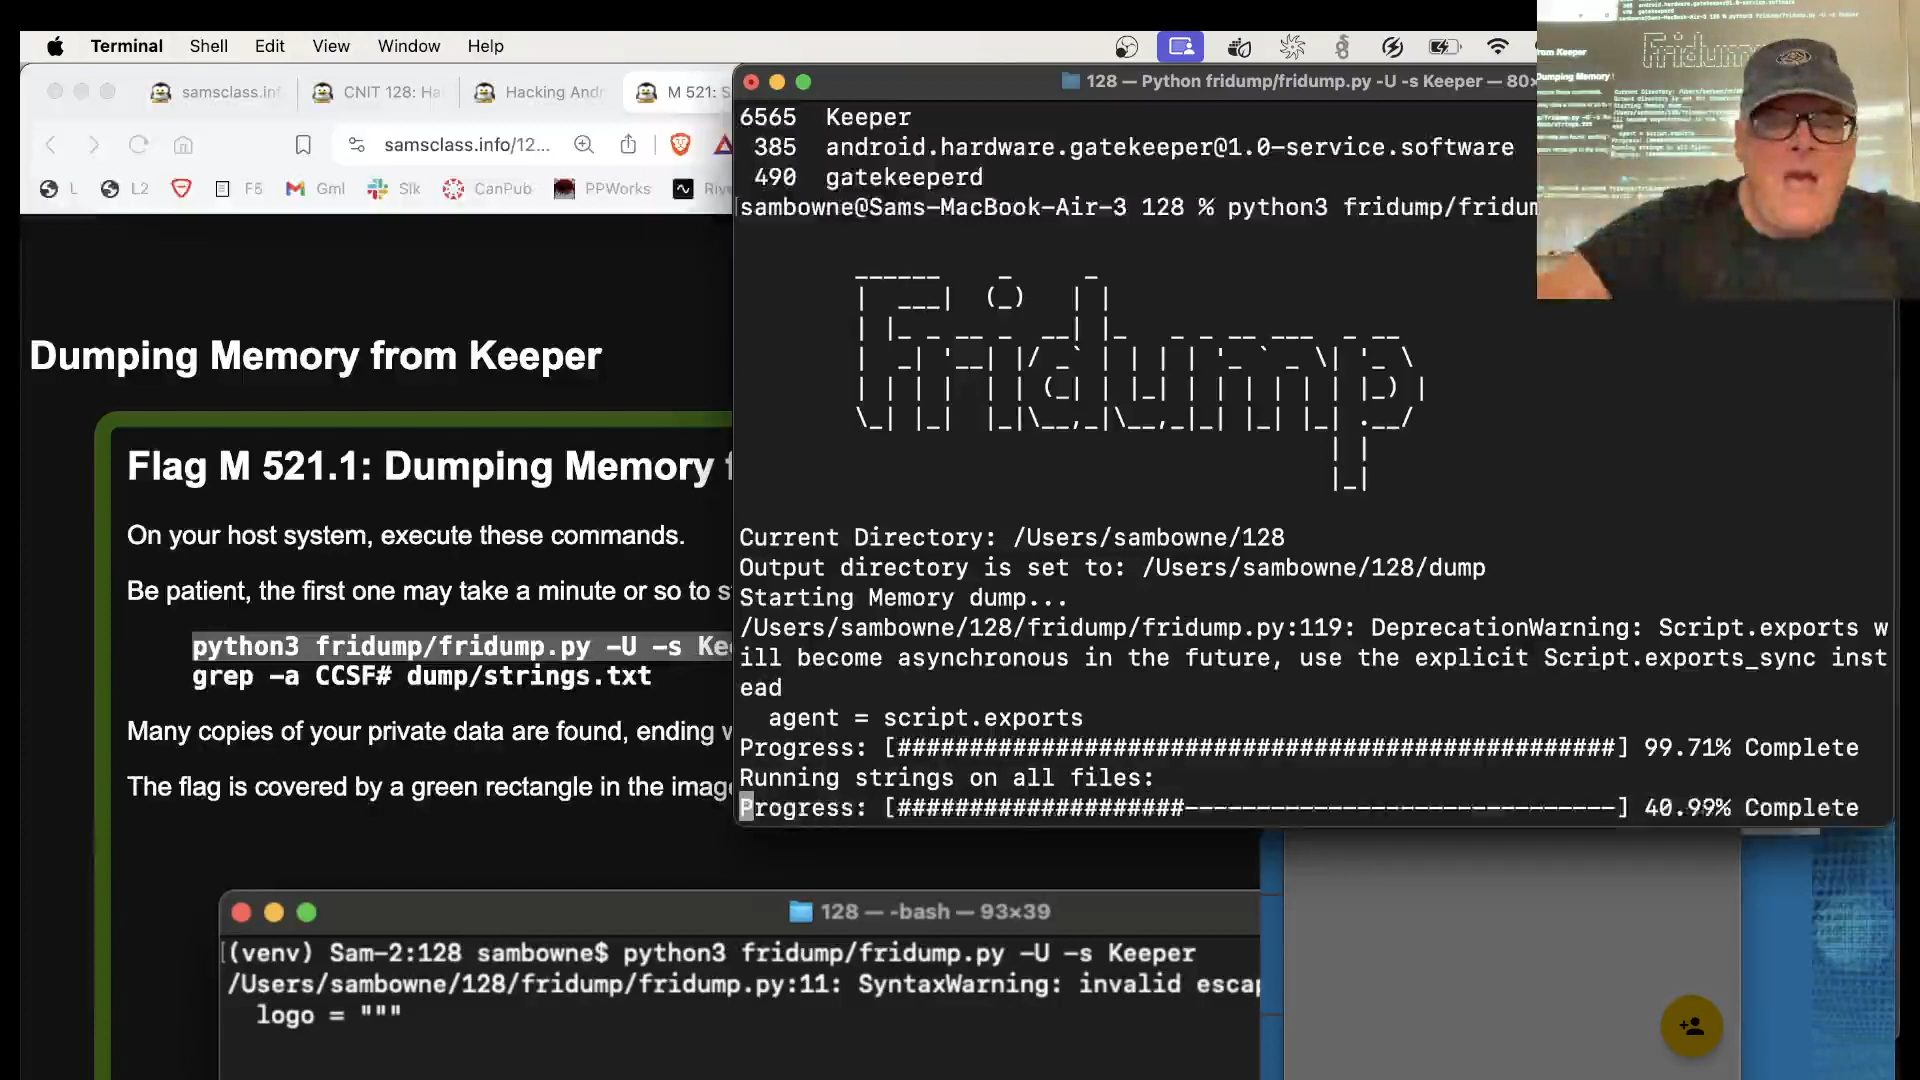 Terminal Shell Edit View Window Help
samsclass.inf
CNIT 128: Ha
Hacking Andr
M 521: S
samsclass.info/12...
L L2 F5 Gml Slk CanPub PPWorks Riv
Dumping Memory from Keeper
Flag M 521.1: Dumping Memory
On your host system, execute these commands.
Be patient, the first one may take a minute or so to s
python3 fridump/fridump.py -U -s Ke
grep -a CCSF# dump/strings.txt
Many copies of your private data are found, ending
The flag is covered by a green rectangle in the imag
128 — Python fridump/fridump.py -U -s Keeper — 80×
6565 Keeper
385 android.hardware.gatekeeper@1.0-service.software
490 gatekeeperd
sambowne@Sams-MacBook-Air-3 128 % python3 fridump/fridum
Fridump
Current Directory: /Users/sambowne/128
Output directory is set to: /Users/sambowne/128/dump
Starting Memory dump...
/Users/sambowne/128/fridump/fridump.py:119: DeprecationWarning: Script.exports w
ill become asynchronous in the future, use the explicit Script.exports_sync inst
ead
agent = script.exports
Progress: [##################################################] 99.71% Complete
Running strings on all files:
Progress: [####################------------------------------] 40.99% Complete
128 — -bash — 93×39
(venv) Sam-2:128 sambowne$ python3 fridump/fridump.py -U -s Keeper
/Users/sambowne/128/fridump/fridump.py:11: SyntaxWarning: invalid escap
logo = """